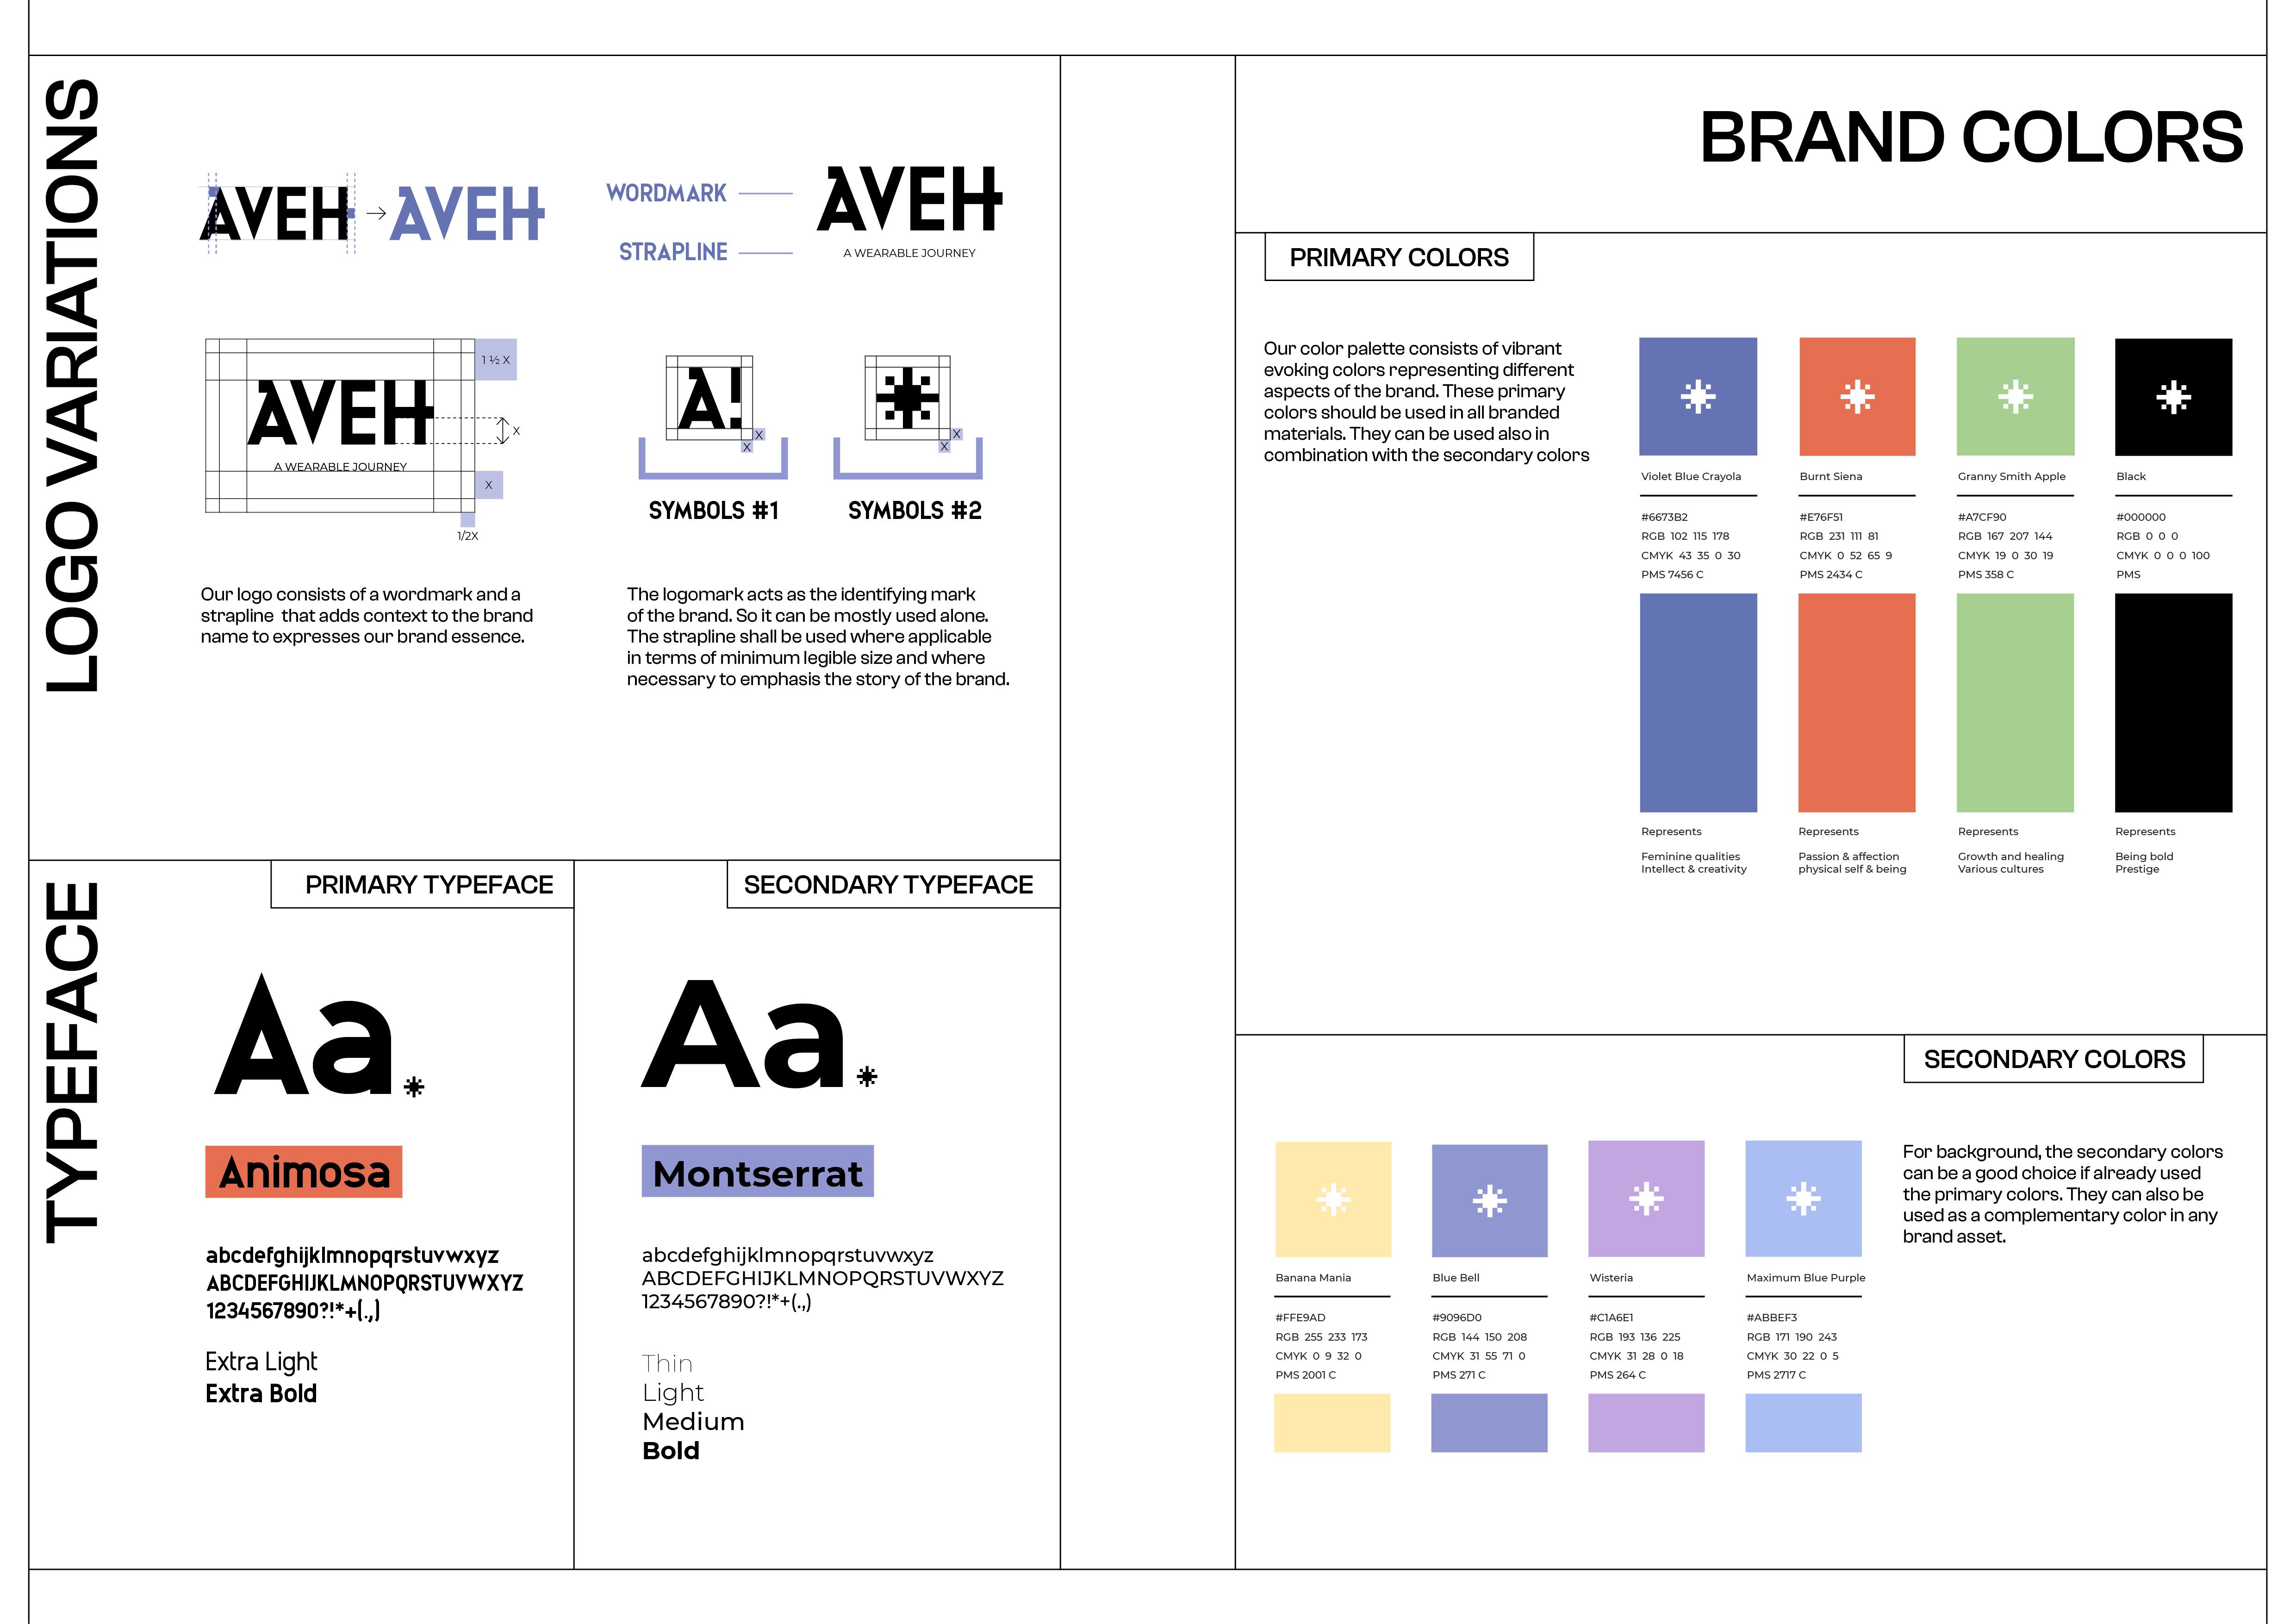 LOGO VARIATIONS
AVEH
AVEH
WORDMARK
STRAPLINE
AVEH
A WEARABLE JOURNEY
1 ½ X
AVEH
X
A WEARABLE JOURNEY
X
1/2X
A!
X
X
SYMBOLS #1
X
X
SYMBOLS #2
Our logo consists of a wordmark and a
strapline that adds context to the brand
name to expresses our brand essence.
The logomark acts as the identifying mark
of the brand. So it can be mostly used alone.
The strapline shall be used where applicable
in terms of minimum legible size and where
necessary to emphasis the story of the brand.
TYPEFACE
PRIMARY TYPEFACE
Aa
Animosa
abcdefghijklmnopqrstuvwxyz
ABCDEFGHIJKLMNOPQRSTUVWXYZ
1234567890?!*+(.,)
Extra Light
Extra Bold
SECONDARY TYPEFACE
Aa
Montserrat
abcdefghijklmnopqrstuvwxyz
ABCDEFGHIJKLMNOPQRSTUVWXYZ
1234567890?!*+(.,)
Thin
Light
Medium
Bold
BRAND COLORS
PRIMARY COLORS
Our color palette consists of vibrant
evoking colors representing different
aspects of the brand. These primary
colors should be used in all branded
materials. They can be used also in
combination with the secondary colors
Violet Blue Crayola
#6673B2
RGB 102 115 178
CMYK 43 35 0 30
PMS 7456 C
Represents
Feminine qualities
Intellect & creativity
Burnt Siena
#E76F51
RGB 231 111 81
CMYK 0 52 65 9
PMS 2434 C
Represents
Passion & affection
physical self & being
Granny Smith Apple
#A7CF90
RGB 167 207 144
CMYK 19 0 30 19
PMS 358 C
Represents
Growth and healing
Various cultures
Black
#000000
RGB 0 0 0
CMYK 0 0 0 100
PMS
Represents
Being bold
Prestige
SECONDARY COLORS
Banana Mania
#FFE9AD
RGB 255 233 173
CMYK 0 9 32 0
PMS 2001 C
Blue Bell
#9096D0
RGB 144 150 208
CMYK 31 55 71 0
PMS 271 C
Wisteria
#C1A6E1
RGB 193 136 225
CMYK 31 28 0 18
PMS 264 C
Maximum Blue Purple
#ABBEF3
RGB 171 190 243
CMYK 30 22 0 5
PMS 2717 C
For background, the secondary colors
can be a good choice if already used
the primary colors. They can also be
used as a complementary color in any
brand asset.